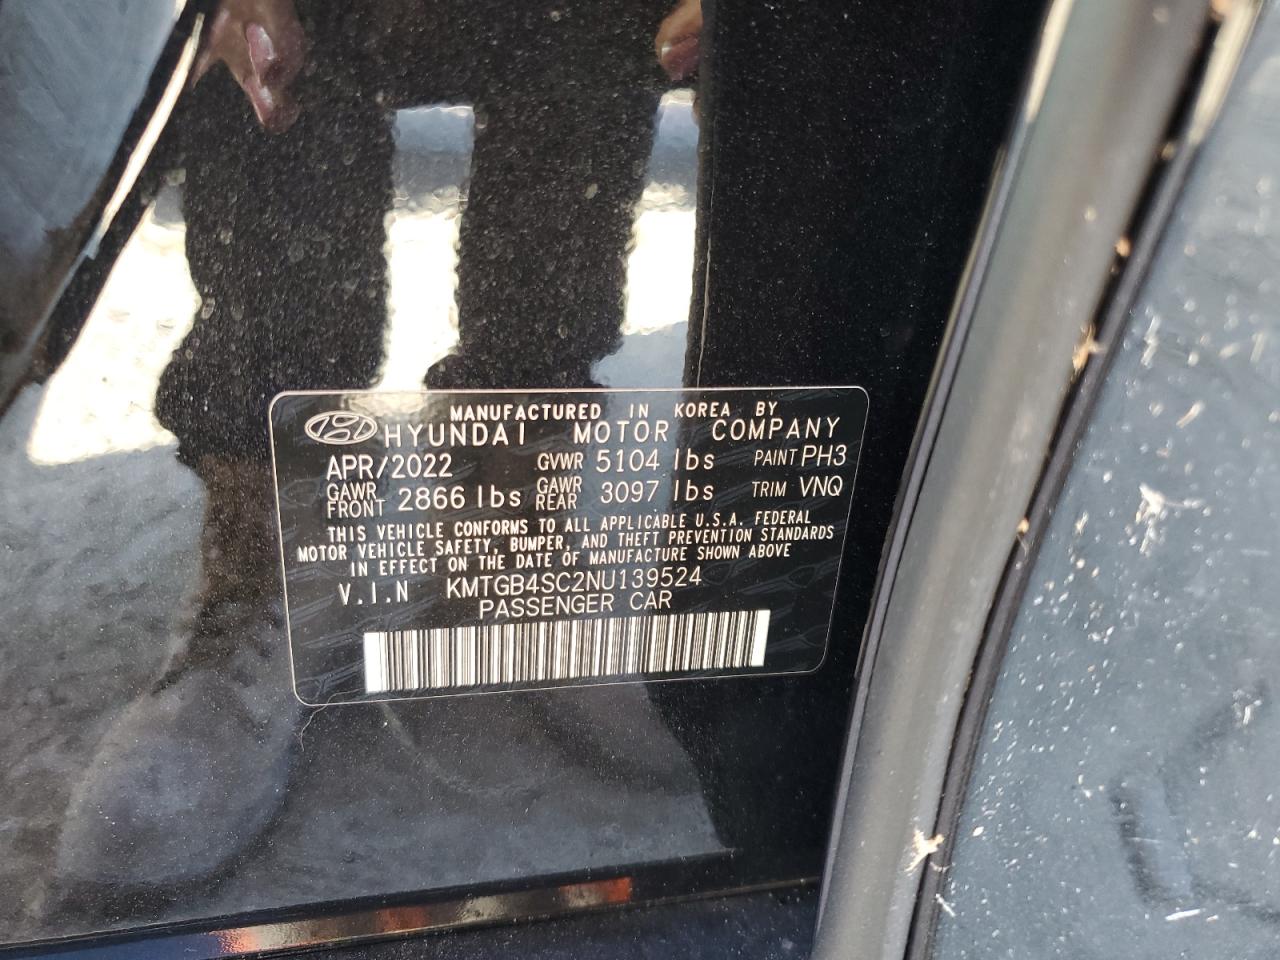 MANUFACTURED IN KOREA BY
HYUNDAI MOTOR COMPANY
APR/2022 GVWR 5104 lbs PAINT PH3
GAWR FRONT 2866 lbs GAWR REAR 3097 lbs TRIM VNQ
THIS VEHICLE CONFORMS TO ALL APPLICABLE U.S.A. FEDERAL
MOTOR VEHICLE SAFETY, BUMPER, AND THEFT PREVENTION STANDARDS
IN EFFECT ON THE DATE OF MANUFACTURE SHOWN ABOVE
V.I.N KMTGB4SC2NU139524
PASSENGER CAR